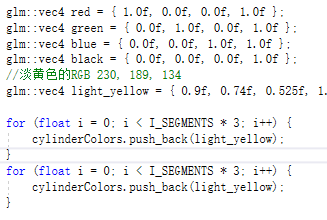 glm::vec4 red = { 1.0f, 0.0f, 0.0f, 1.0f };
glm::vec4 green = { 0.0f, 1.0f, 0.0f, 1.0f };
glm::vec4 blue = { 0.0f, 0.0f, 1.0f, 1.0f };
glm::vec4 black = { 0.0f, 0.0f, 0.0f, 1.0f };
//淡黄色的RGB 230, 189, 134
glm::vec4 light_yellow = { 0.9f, 0.74f, 0.525f, 1.
for (float i = 0; i < I_SEGMENTS * 3; i++) {
cylinderColors.push_back(light_yellow);
}
for (float i = 0; i < I_SEGMENTS * 3; i++) {
cylinderColors.push_back(light_yellow);
}